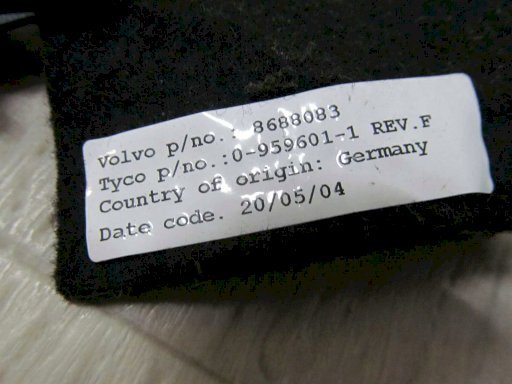 Volvo p/no.: 8688083
Tyco p/no.:0-959601-1 REV.F
Country of origin: Germany
Date code. 20/05/04